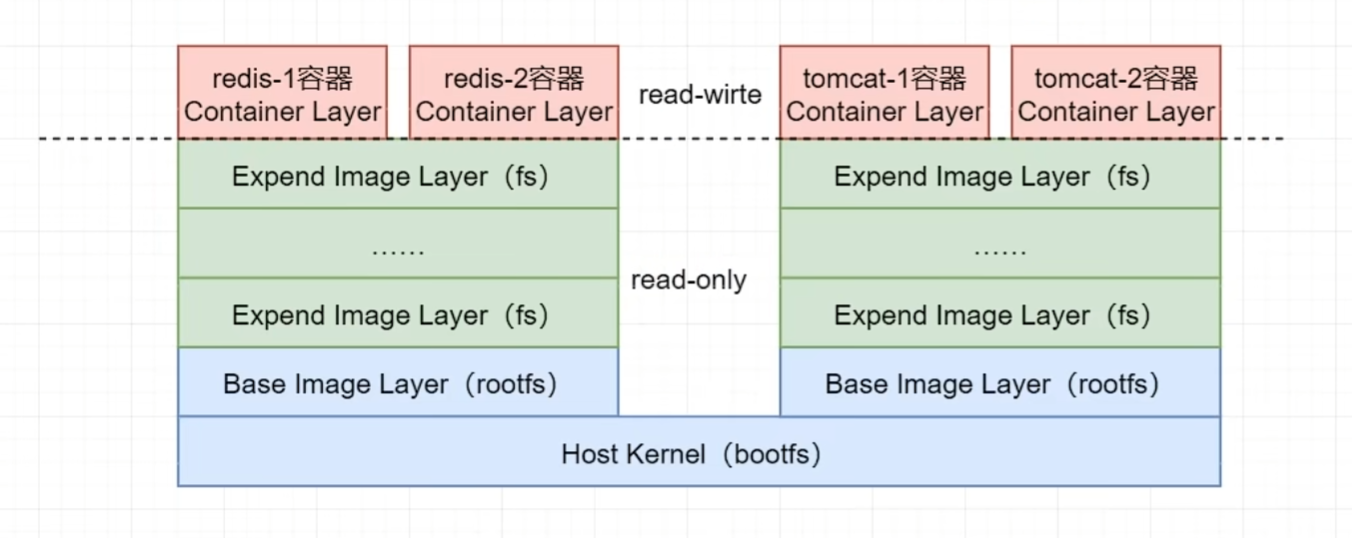 redis-1容器
Container Layer
redis-2容器
Container Layer
read-wirte
tomcat-1容器
Container Layer
tomcat-2容器
Container Layer
Expend Image Layer（fs）
Expend Image Layer（fs）
……
……
read-only
Expend Image Layer（fs）
Expend Image Layer（fs）
Base Image Layer（rootfs）
Base Image Layer（rootfs）
Host Kernel（bootfs）